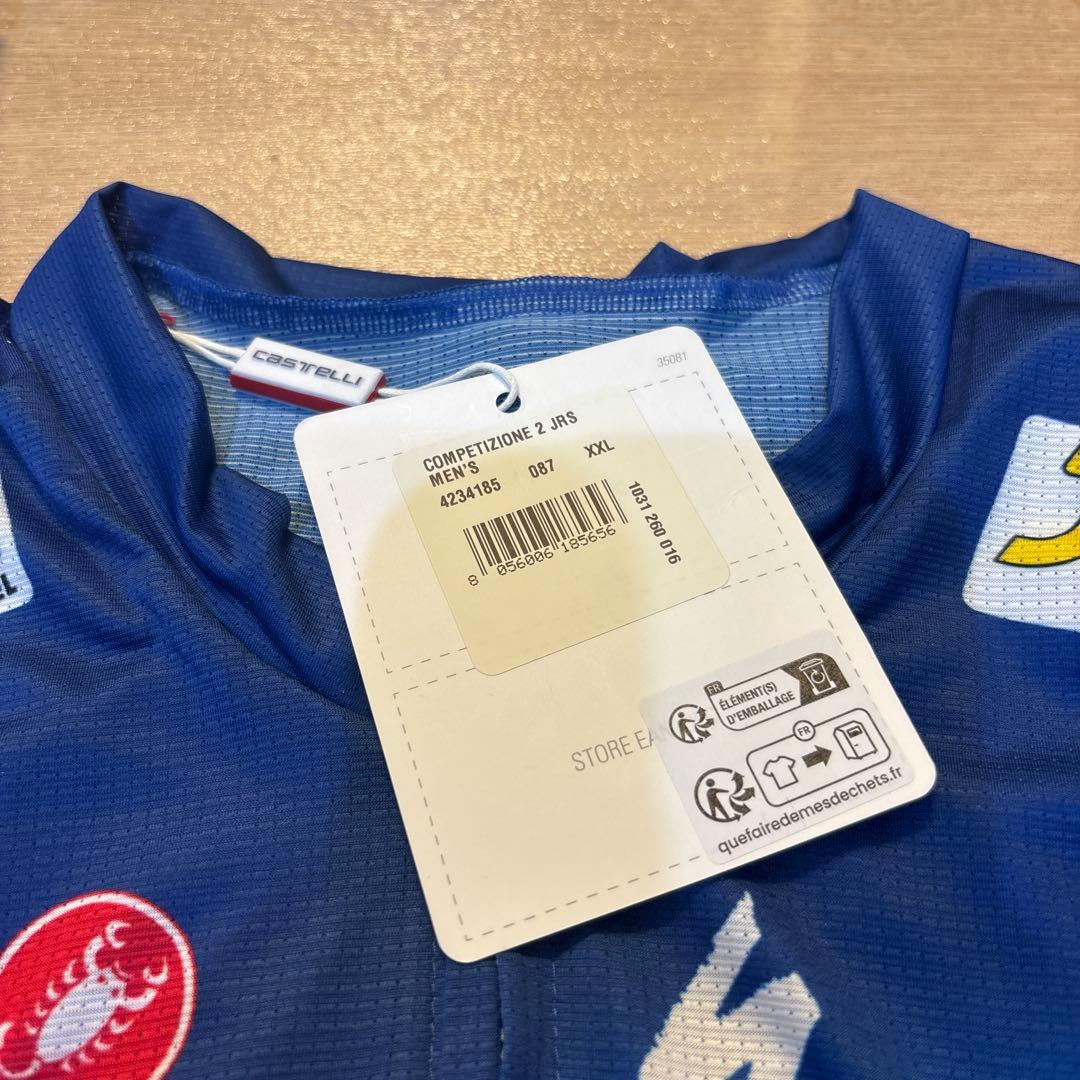 CASTELLI
35081
COMPETIZIONE 2 JRS
MEN'S
4234185 087 XXL
8 056006 185656
1031 260 016
STORE EA
FR
ÉLÉMENT(S)
D'EMBALLAGE
FR
quefairedemesdechets.fr